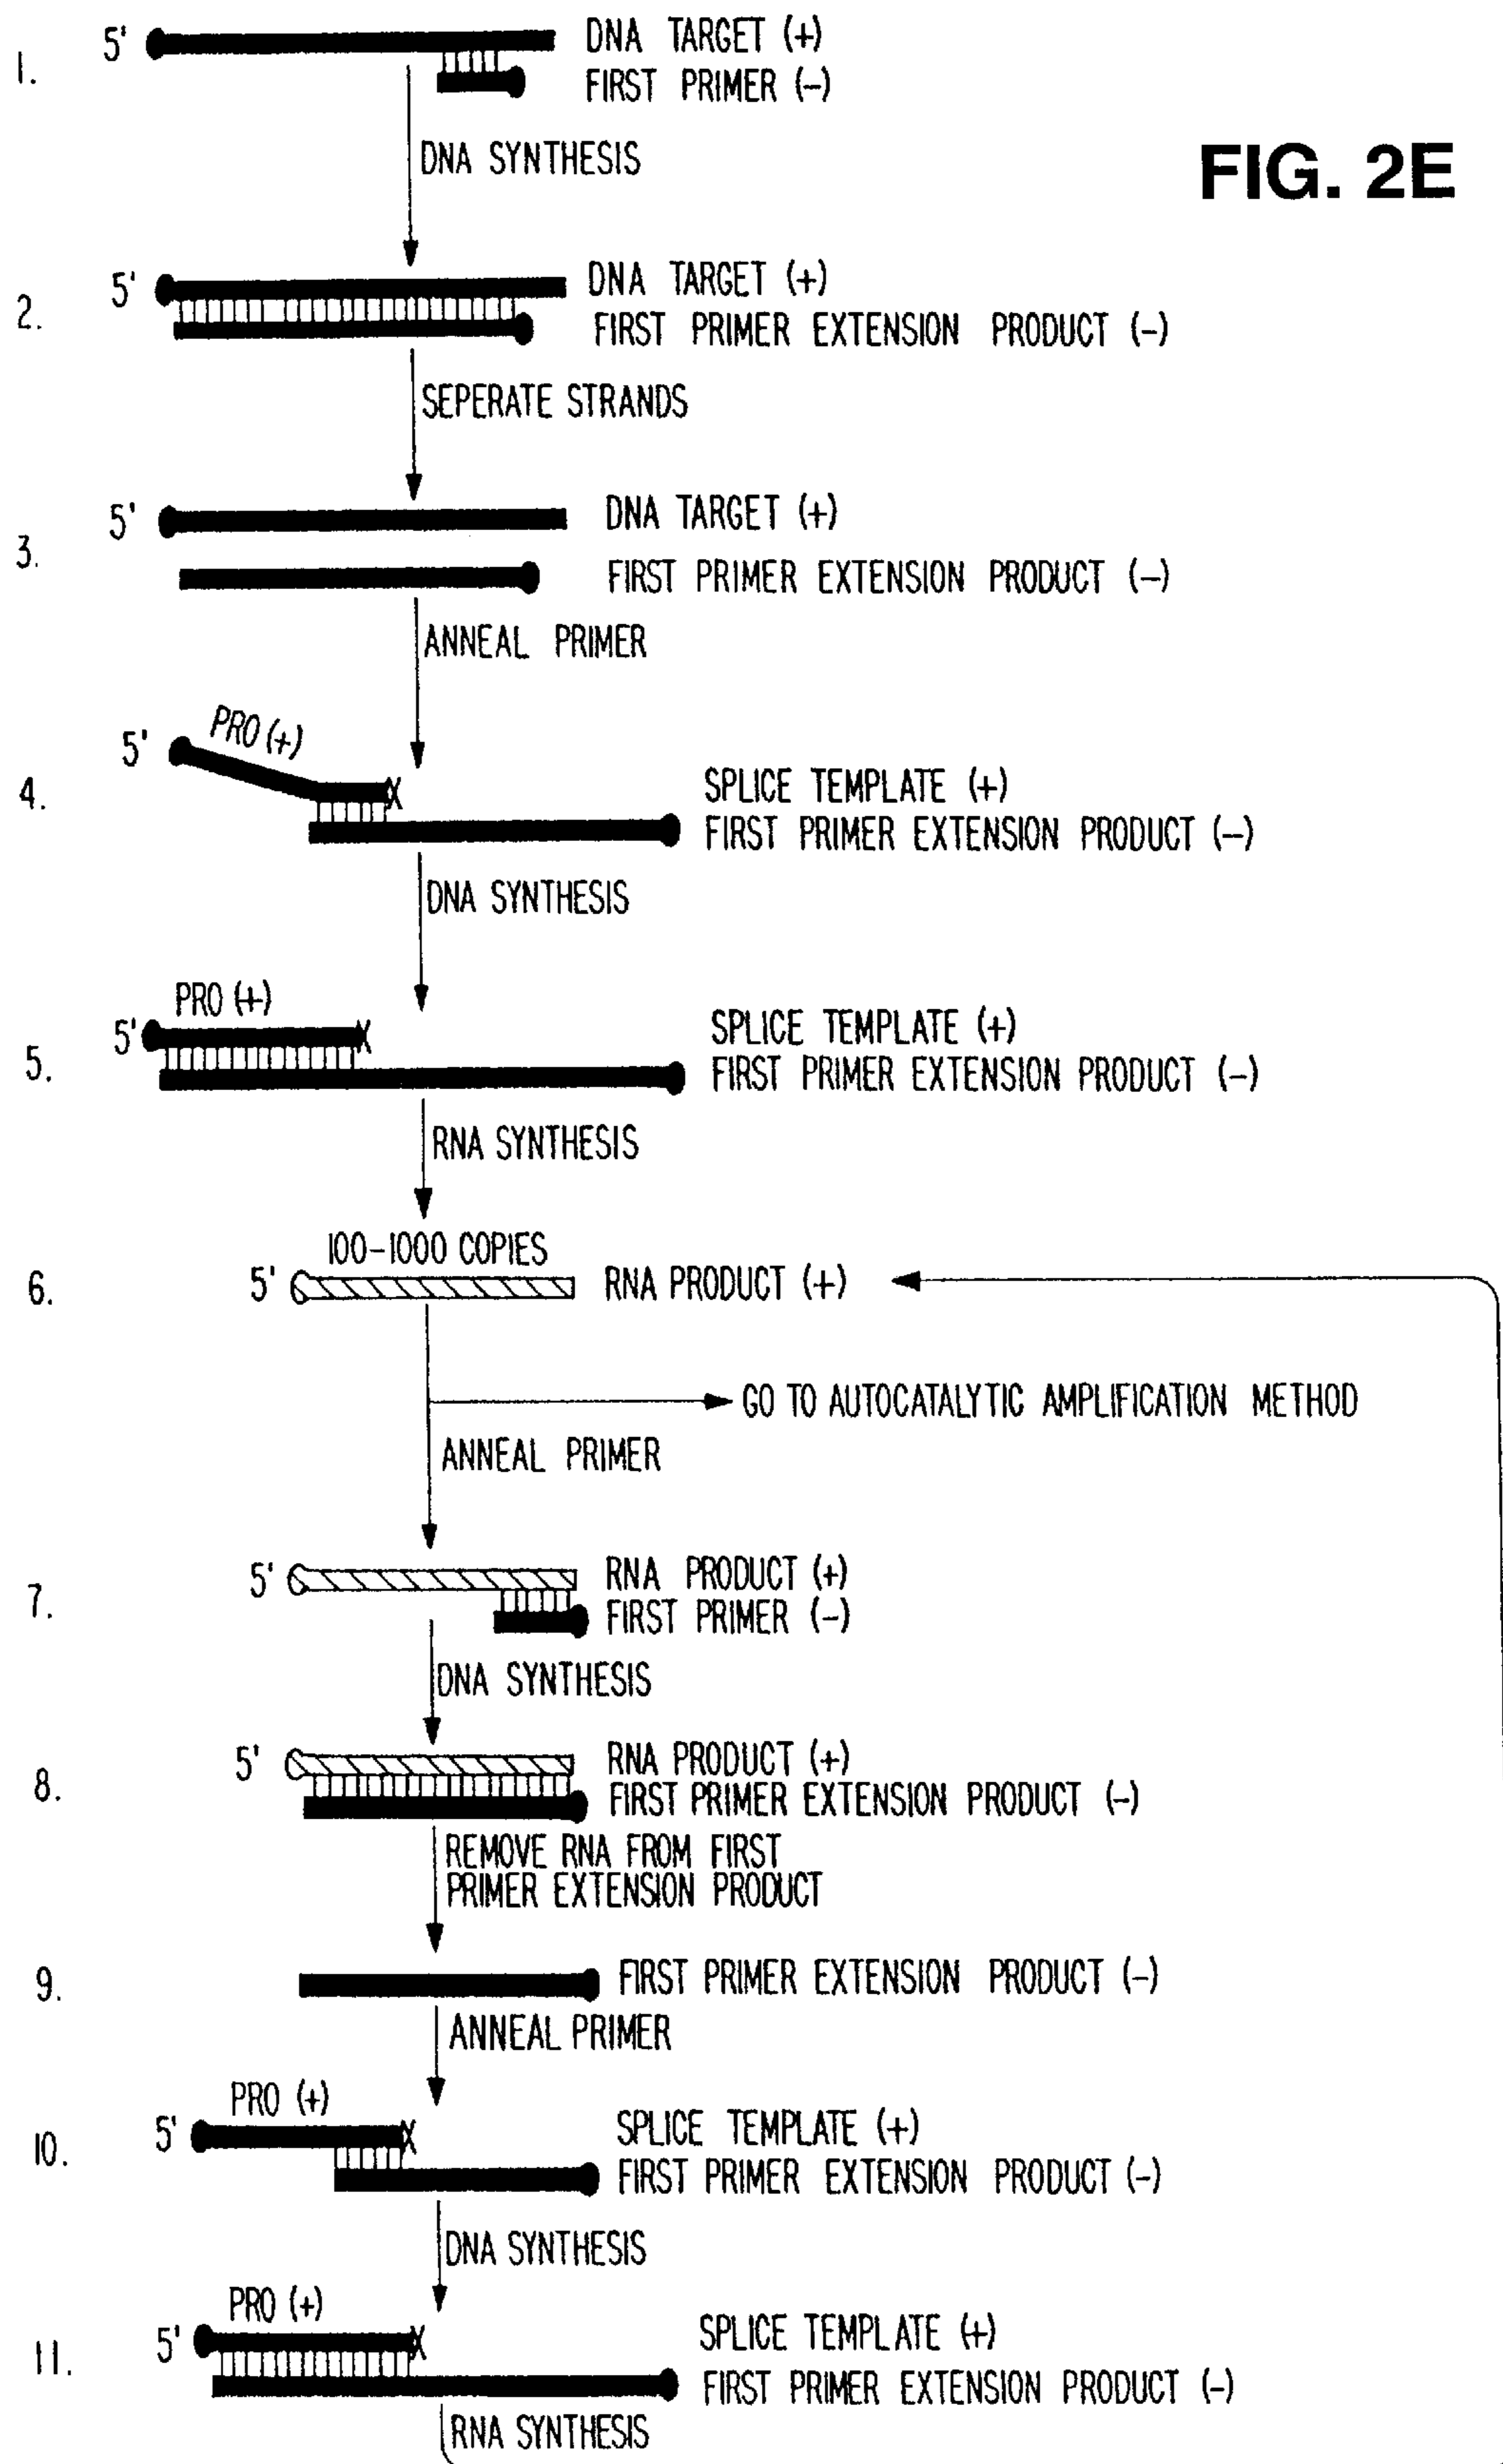 5' DNA TARGET (+)
1. FIRST PRIMER (-)
DNA SYNTHESIS
FIG. 2E
5' DNA TARGET (+)
2. FIRST PRIMER EXTENSION PRODUCT (-)
SEPERATE STRANDS
5' DNA TARGET (+)
3. FIRST PRIMER EXTENSION PRODUCT (-)
ANNEAL PRIMER
5' PRO (+)
X SPLICE TEMPLATE (+)
4. FIRST PRIMER EXTENSION PRODUCT (-)
DNA SYNTHESIS
PRO (+)
5' X SPLICE TEMPLATE (+)
5. FIRST PRIMER EXTENSION PRODUCT (-)
RNA SYNTHESIS
100-1000 COPIES
6. 5' RNA PRODUCT (+)
GO TO AUTOCATALYTIC AMPLIFICATION METHOD
ANNEAL PRIMER
5' RNA PRODUCT (+)
7. FIRST PRIMER (-)
DNA SYNTHESIS
5' RNA PRODUCT (+)
8. FIRST PRIMER EXTENSION PRODUCT (-)
REMOVE RNA FROM FIRST
PRIMER EXTENSION PRODUCT
9. FIRST PRIMER EXTENSION PRODUCT (-)
ANNEAL PRIMER
PRO (+)
5' X SPLICE TEMPLATE (+)
10. FIRST PRIMER EXTENSION PRODUCT (-)
DNA SYNTHESIS
PRO (+)
5' X SPLICE TEMPLATE (+)
11. FIRST PRIMER EXTENSION PRODUCT (-)
RNA SYNTHESIS